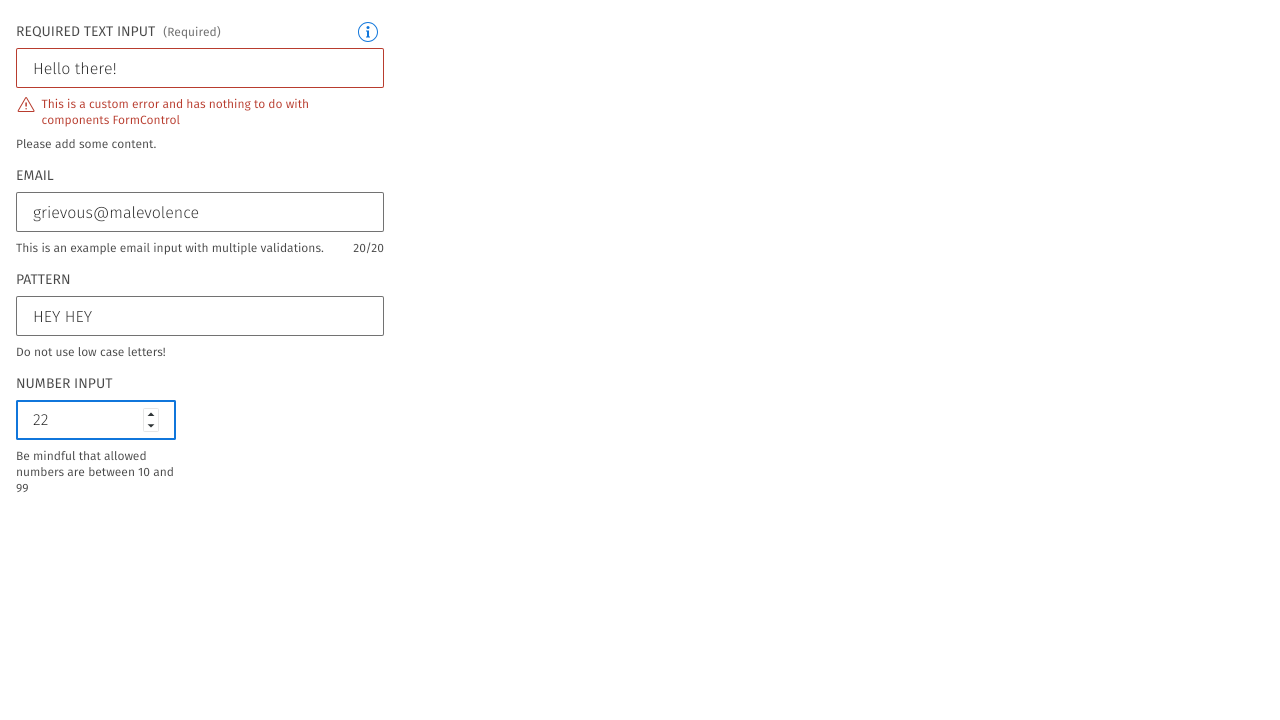 REQUIRED TEXT INPUT (Required)
Hello there!
This is a custom error and has nothing to do with
components FormControl
Please add some content.
EMAIL
grievous@malevolence
This is an example email input with multiple validations. 20/20
PATTERN
HEY HEY
Do not use low case letters!
NUMBER INPUT
22
Be mindful that allowed
numbers are between 10 and
99